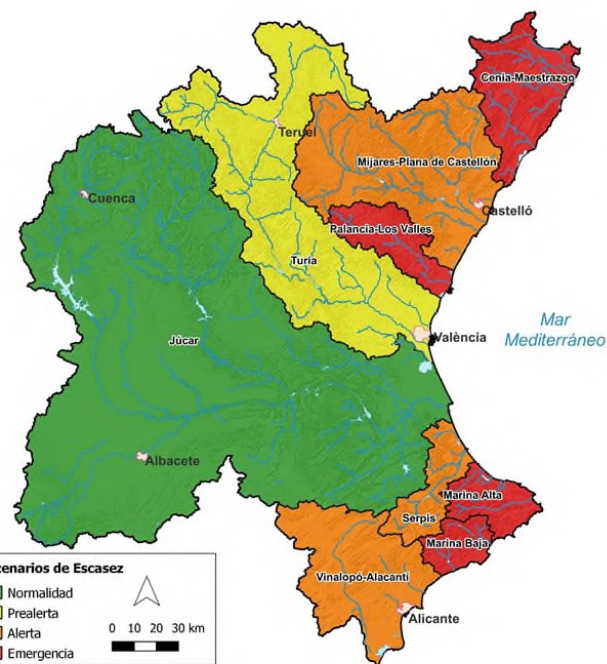 Cenia-Maestrazgo
Teruel
Mijares-Plana de Castellón
Cuenca
Castelló
Palancia-Los Valles
Turia
Mar
Mediterráneo
València
Júcar
Albacete
Marina Alta
Serpis
Marina Baja
Vinalopó-Alacantí
Alicante
cenarios de Escasez
Normalidad
Prealerta
Alerta
Emergencia
0 10 20 30 km